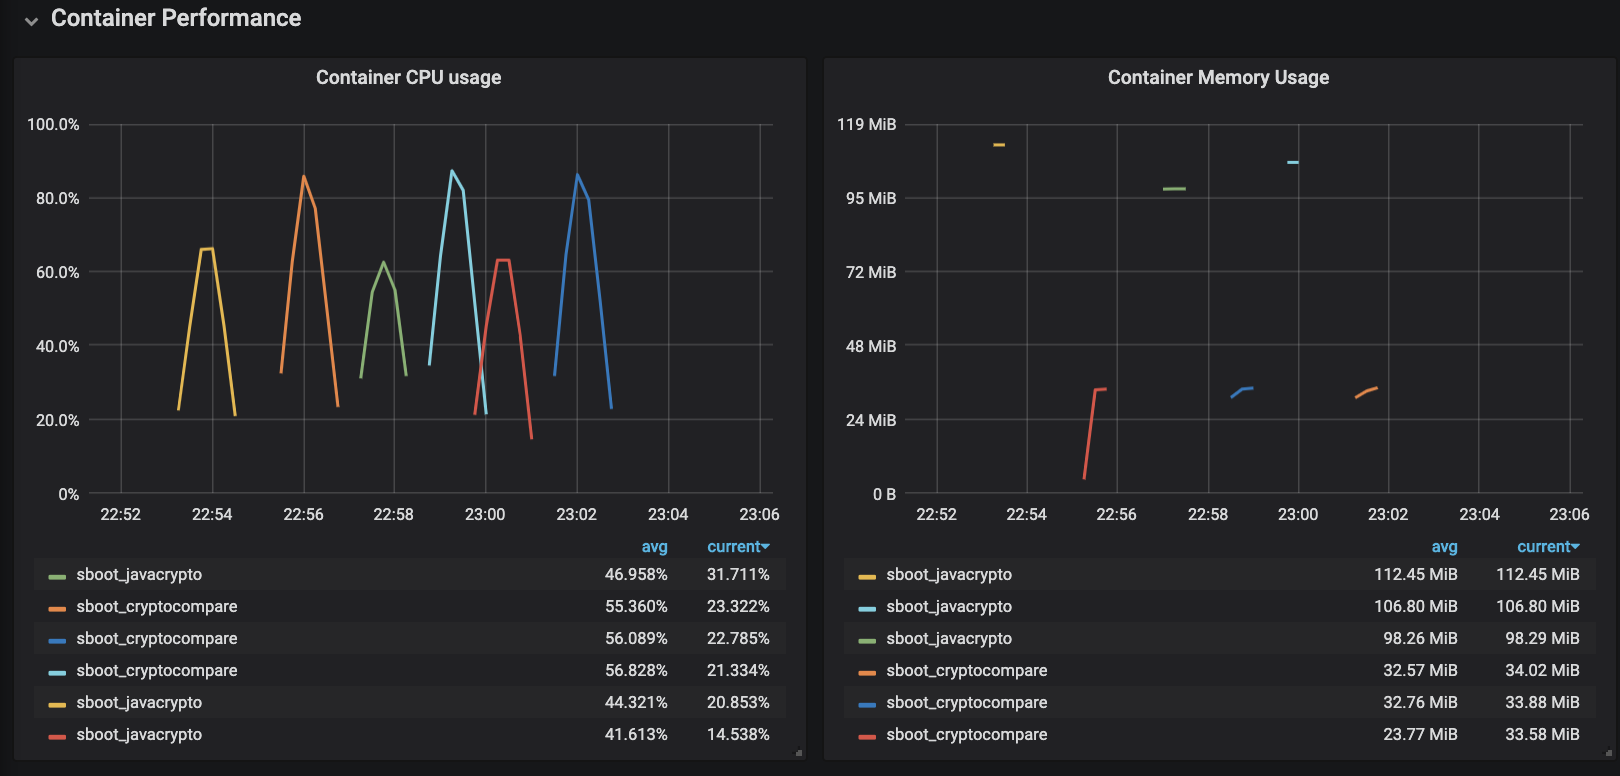 Container Performance
Container CPU usage
100.0%
80.0%
60.0%
40.0%
20.0%
0%
22:52 22:54 22:56 22:58 23:00 23:02 23:04 23:06
avg current
sboot_javacrypto 46.958% 31.711%
sboot_cryptocompare 55.360% 23.322%
sboot_cryptocompare 56.089% 22.785%
sboot_cryptocompare 56.828% 21.334%
sboot_javacrypto 44.321% 20.853%
sboot_javacrypto 41.613% 14.538%
Container Memory Usage
119 MiB
95 MiB
72 MiB
48 MiB
24 MiB
0 B
22:52 22:54 22:56 22:58 23:00 23:02 23:04 23:06
avg current
sboot_javacrypto 112.45 MiB 112.45 MiB
sboot_javacrypto 106.80 MiB 106.80 MiB
sboot_javacrypto 98.26 MiB 98.29 MiB
sboot_cryptocompare 32.57 MiB 34.02 MiB
sboot_cryptocompare 32.76 MiB 33.88 MiB
sboot_cryptocompare 23.77 MiB 33.58 MiB